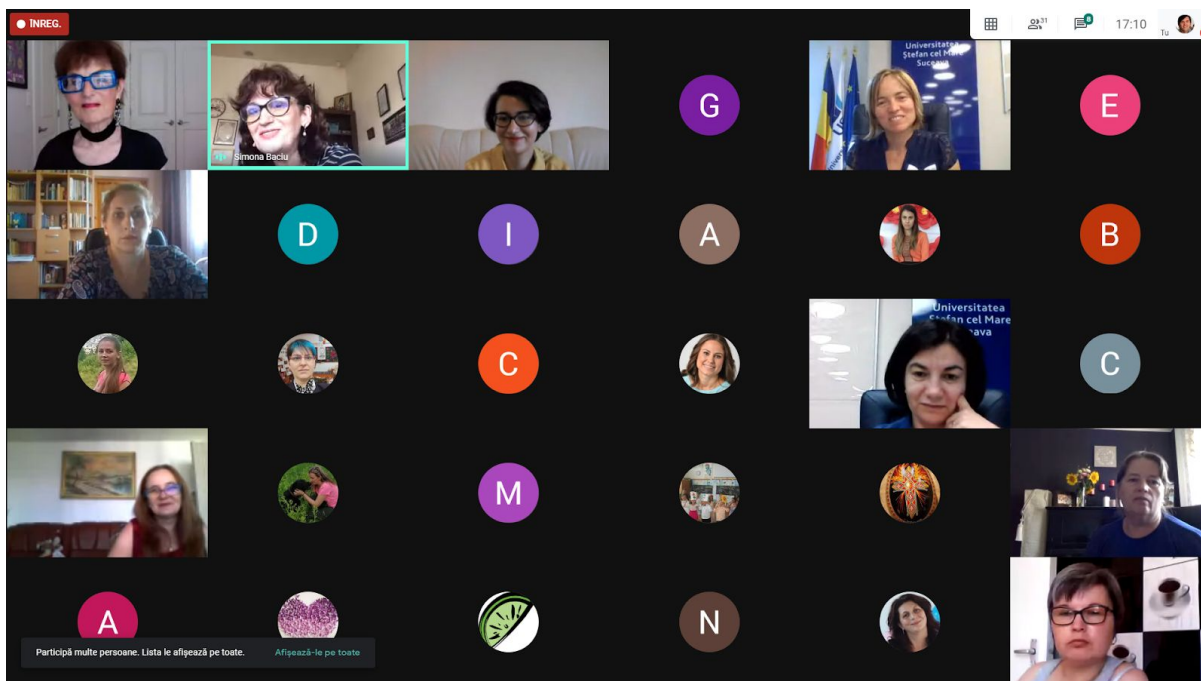 ÎNREG.
31
8
17:10
Tu
Simona Baciu
G
Universitatea
Ștefan cel Mare
Suceava
E
D
I
A
B
C
Universitatea
Ștefan cel Mare
C
M
A
N
Participă multe persoane. Lista le afișează pe toate.
Afișează-le pe toate